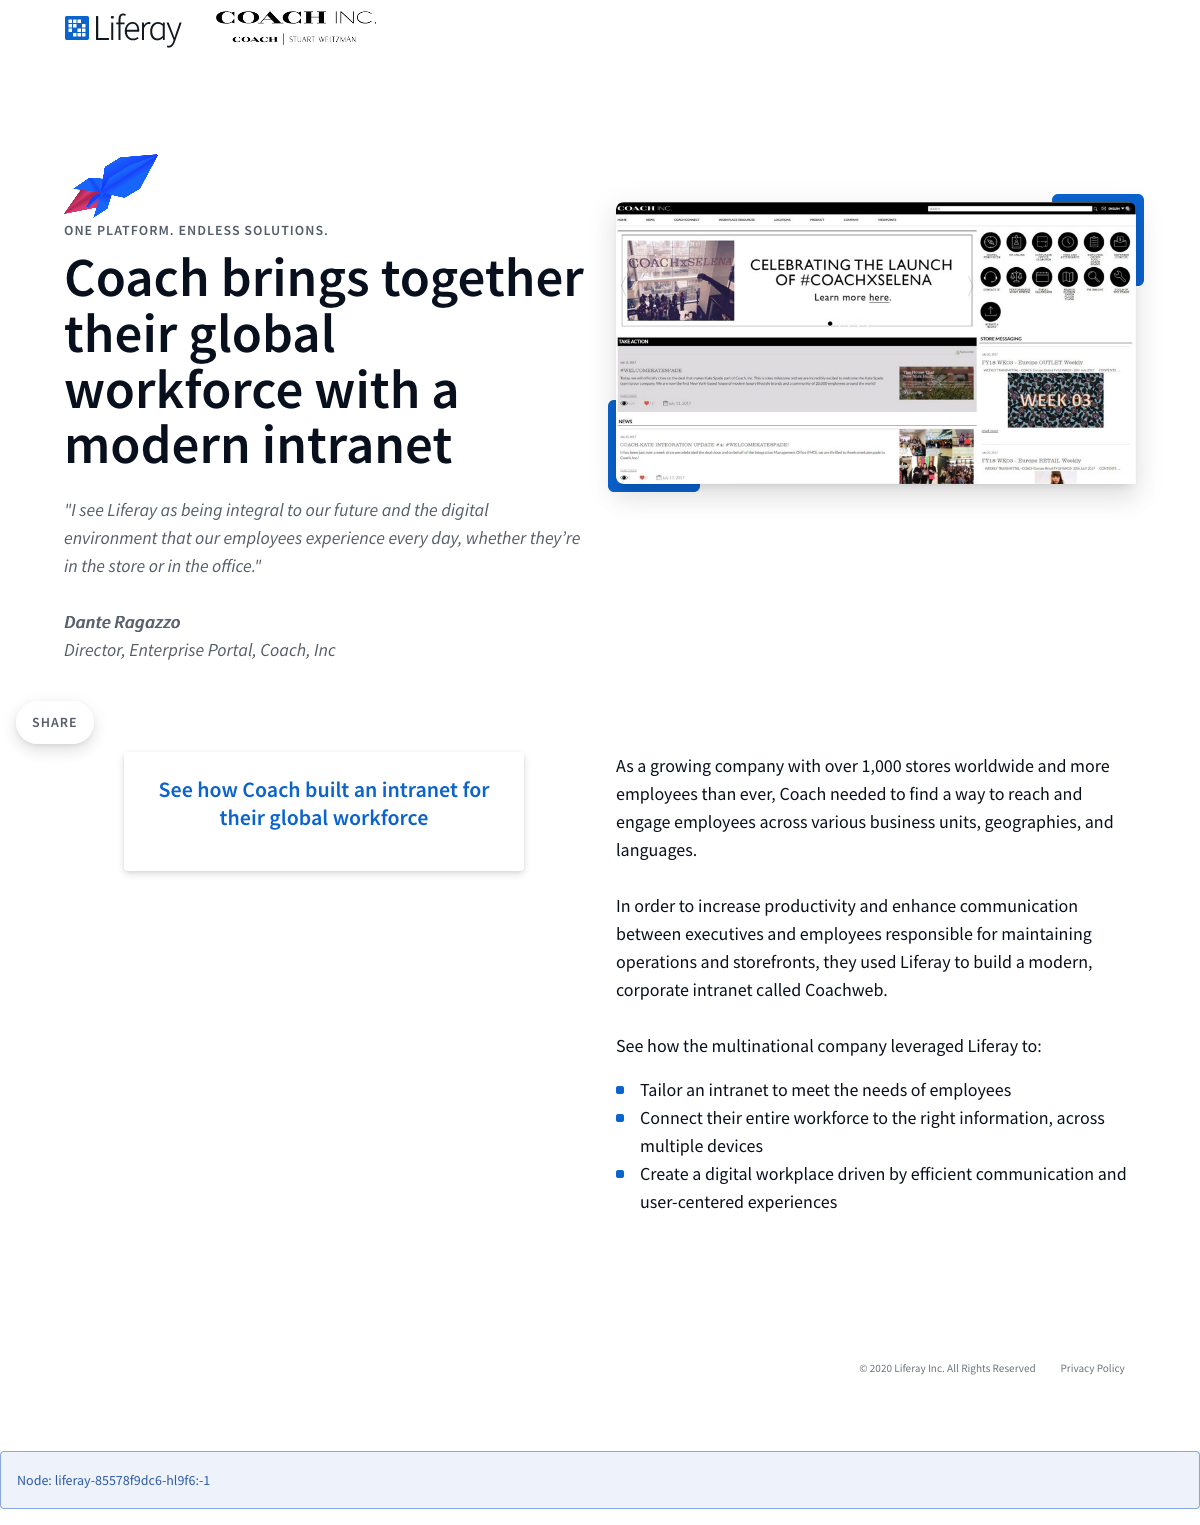 Liferay
COACH INC.
COACH | STUART WEITZMAN
ONE PLATFORM. ENDLESS SOLUTIONS.
Coach brings together
their global
workforce with a
modern intranet
"I see Liferay as being integral to our future and the digital
environment that our employees experience every day, whether they’re
in the store or in the office."
Dante Ragazzo
Director, Enterprise Portal, Coach, Inc
COACH INC.
HOME NEWS COACH CONNECT WORKPLACE RESOURCES LOCATIONS PRODUCT COMPANY VIEWPOINTS
COACHXSELENA
CELEBRATING THE LAUNCH
OF #COACHXSELENA
Learn more here.
TAKE ACTION
#WELCOMEKATESPADE
NEWS
COACH-KATE INTEGRATION UPDATE #4: #WELCOMEKATESPADE!
STORE MESSAGING
FY18 WK03 - Europe OUTLET Weekly
WEEK 03
FY18 WK03 - Europe RETAIL Weekly
SHARE
See how Coach built an intranet for
their global workforce
As a growing company with over 1,000 stores worldwide and more
employees than ever, Coach needed to find a way to reach and
engage employees across various business units, geographies, and
languages.
In order to increase productivity and enhance communication
between executives and employees responsible for maintaining
operations and storefronts, they used Liferay to build a modern,
corporate intranet called Coachweb.
See how the multinational company leveraged Liferay to:
Tailor an intranet to meet the needs of employees
Connect their entire workforce to the right information, across
multiple devices
Create a digital workplace driven by efficient communication and
user-centered experiences
© 2020 Liferay Inc. All Rights Reserved Privacy Policy
Node: liferay-85578f9dc6-hl9f6:-1